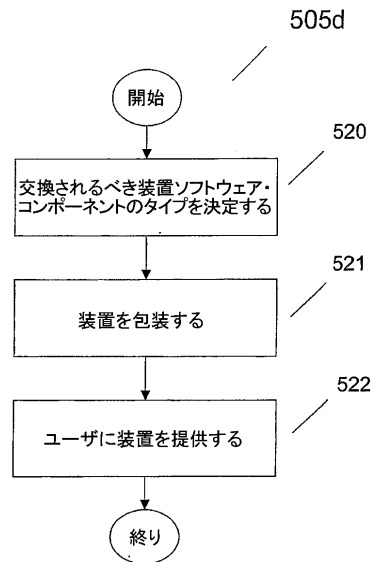 505d
開始
520
交換されるべき装置ソフトウェア・
コンポーネントのタイプを決定する
521
装置を包装する
522
ユーザに装置を提供する
終り